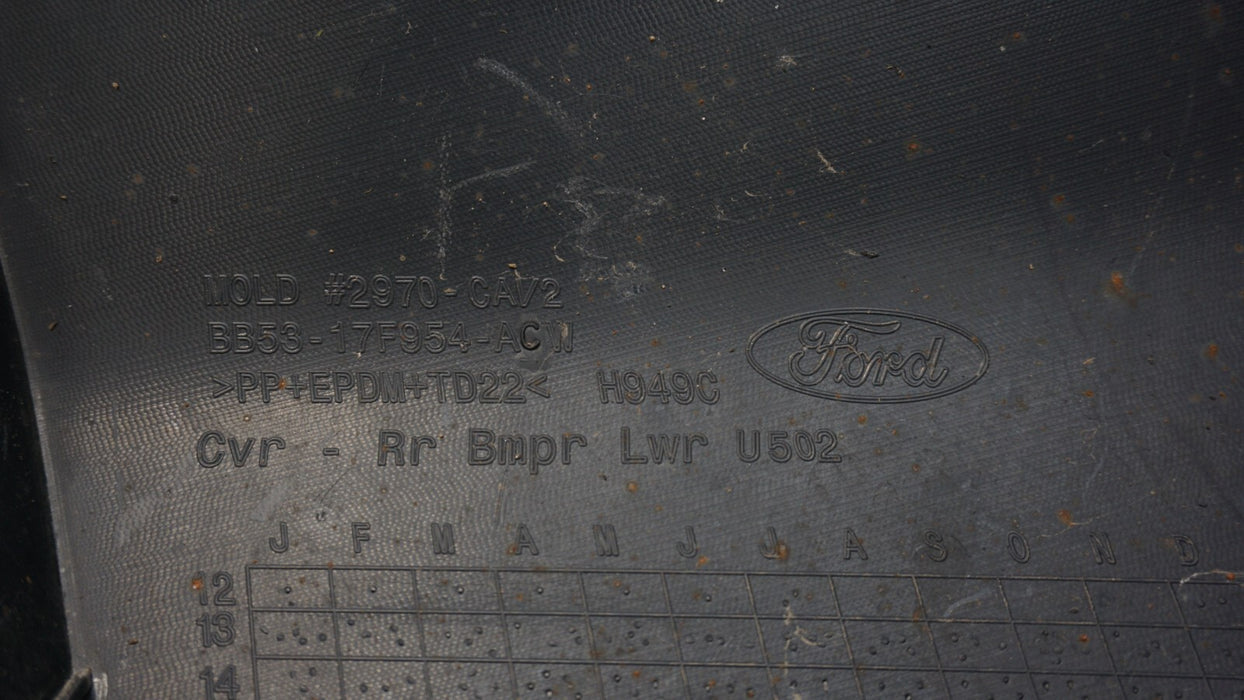 MOLD #2970-CAV2
BB53-17F954-ACW
>PP+EPDM+TD22< H949C
Ford
Cvr - Rr Bmpr Lwr U502
J F M A M J J A S O N D
12
13
14